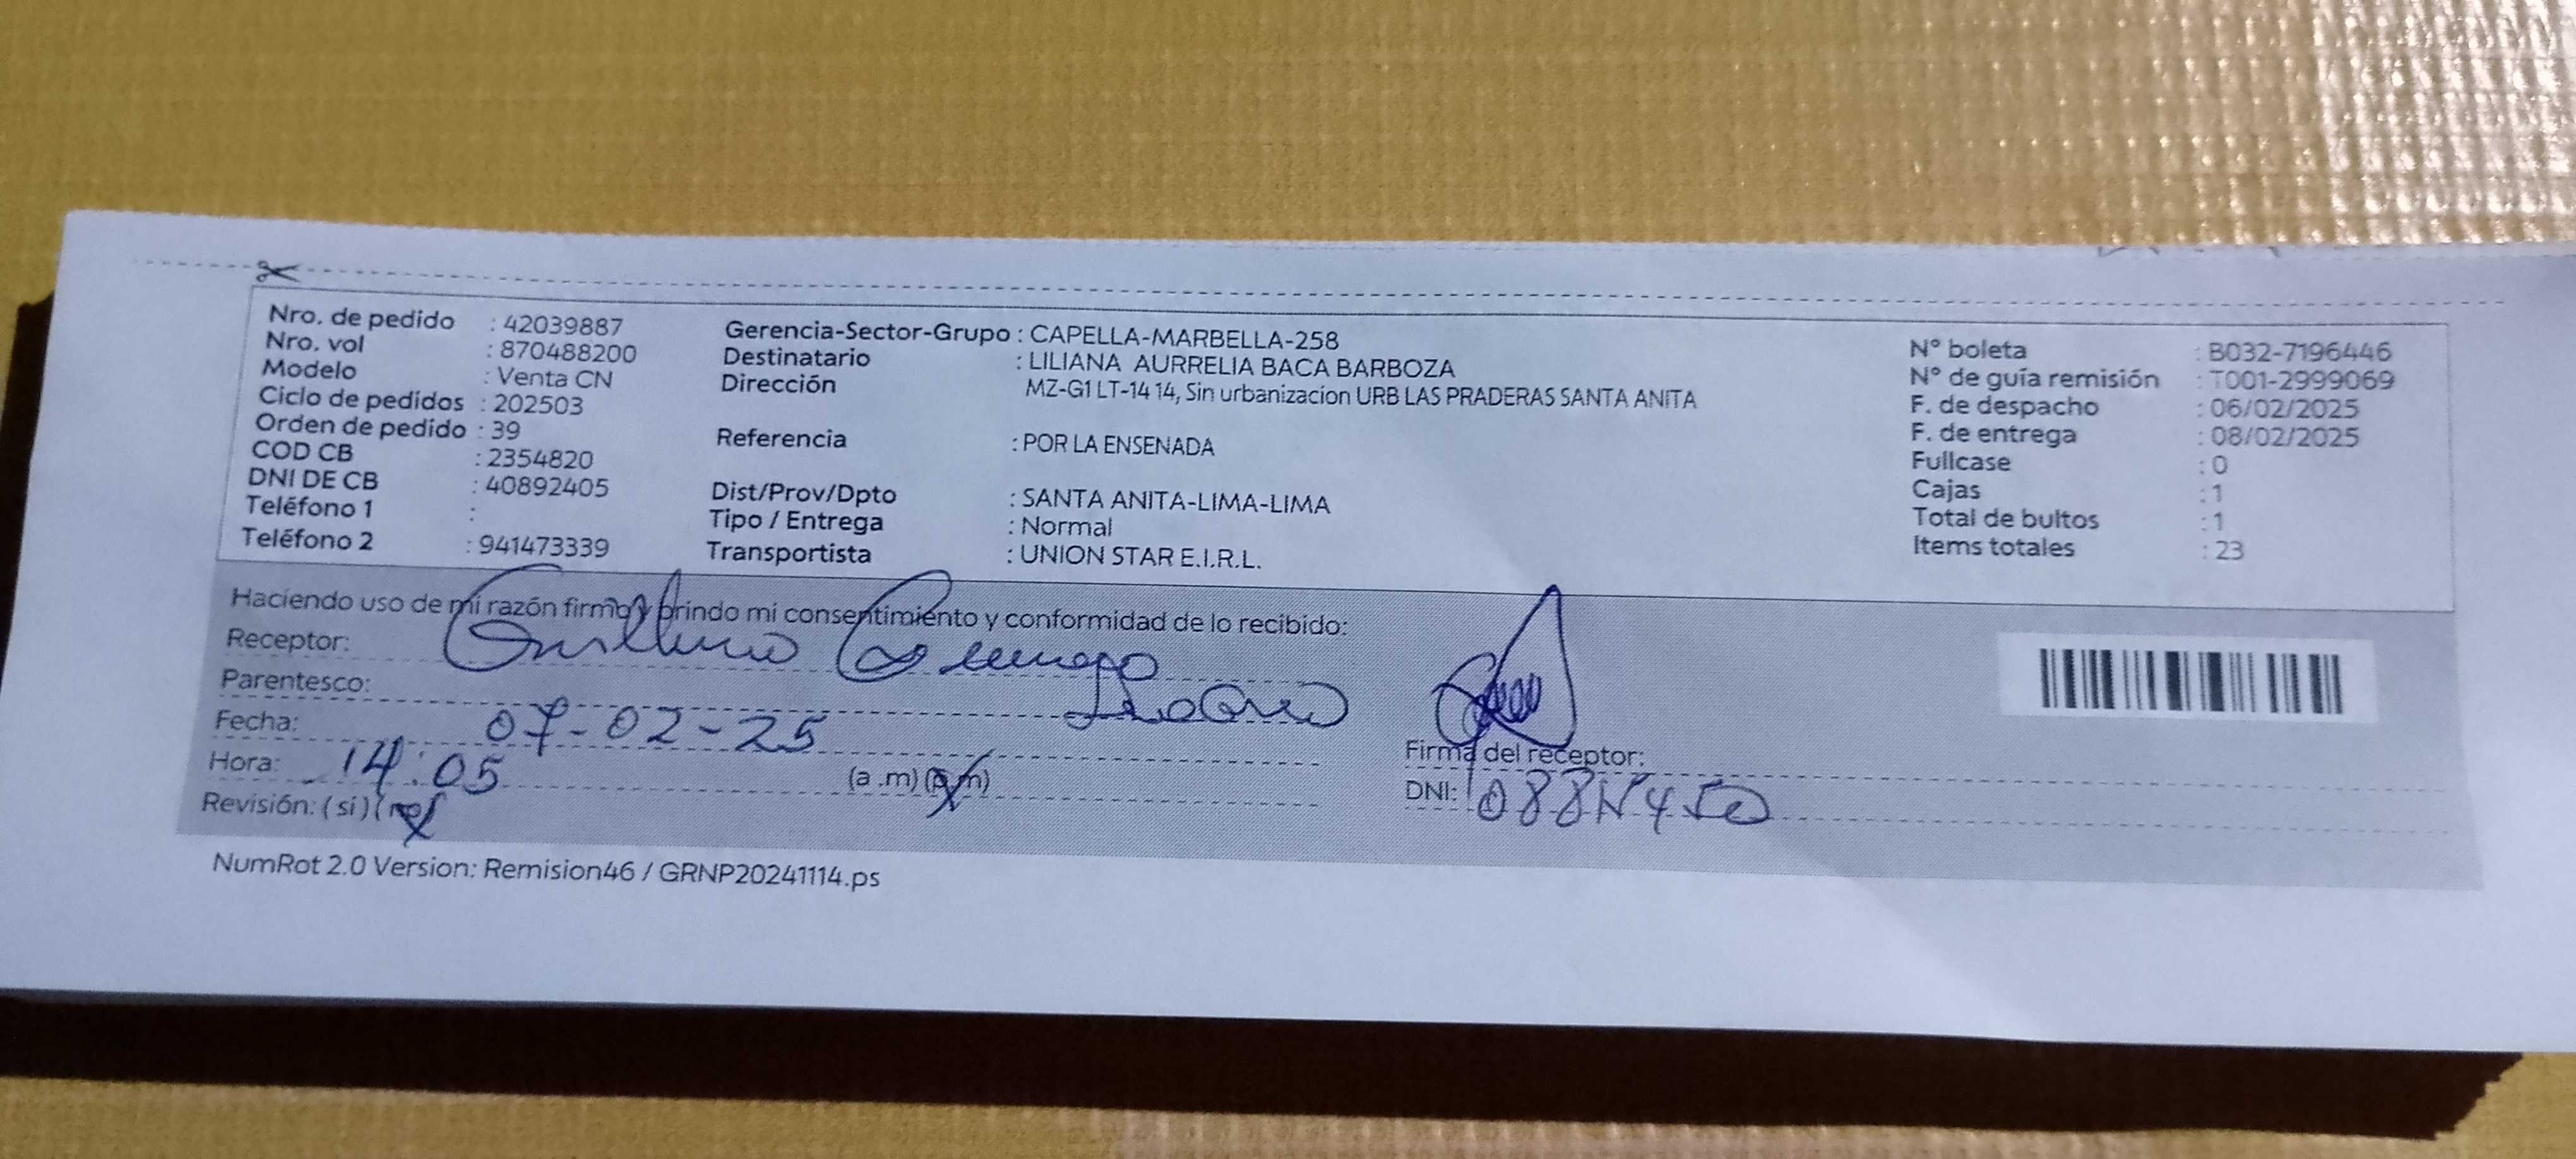 Nro. de pedido : 42039887
Nro. vol : 870488200
Modelo : Venta CN
Ciclo de pedidos : 202503
Orden de pedido : 39
COD CB : 2354820
DNI DE CB : 40892405
Teléfono 1 :
Teléfono 2 : 941473339
Gerencia-Sector-Grupo : CAPELLA-MARBELLA-258
Destinatario : LILIANA AURRELIA BACA BARBOZA
Dirección MZ-G1 LT-14 14, Sin urbanizacion URB LAS PRADERAS SANTA ANITA
Referencia : POR LA ENSENADA
Dist/Prov/Dpto : SANTA ANITA-LIMA-LIMA
Tipo / Entrega : Normal
Transportista : UNION STAR E.I.R.L.
N° boleta : B032-7196446
N° de guía remisión : T001-2999069
F. de despacho : 06/02/2025
F. de entrega : 08/02/2025
Fullcase : 0
Cajas : 1
Total de bultos : 1
Items totales : 23
Haciendo uso de mi razón firmo y brindo mi consentimiento y conformidad de lo recibido:
Receptor:
Parentesco:
Fecha: 07-02-25
Hora: 14:05 (a .m) (p.m)
Revisión: ( si ) ( no )
Firma del receptor:
DNI:
NumRot 2.0 Version: Remision46 / GRNP20241114.ps